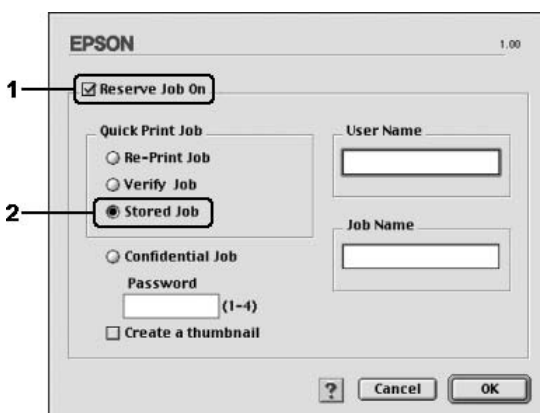 EPSON
1.00
1
Reserve Job On
Quick Print Job
Re-Print Job
Verify Job
2
Stored Job
Confidential Job
Password
(1-4)
Create a thumbnail
User Name
Job Name
?
Cancel
OK